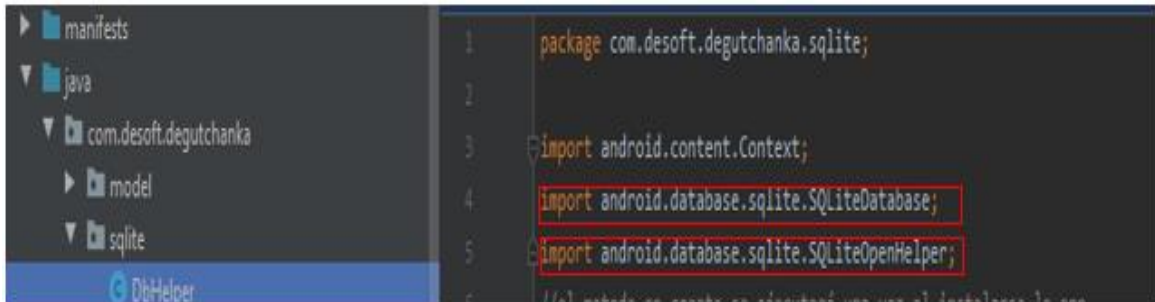 manifests
java
com.desoft.degutchanka
model
sqlite
DbHelper
1 package com.desoft.degutchanka.sqlite;
2
3 import android.content.Context;
4 import android.database.sqlite.SQLiteDatabase;
5 import android.database.sqlite.SQLiteOpenHelper;